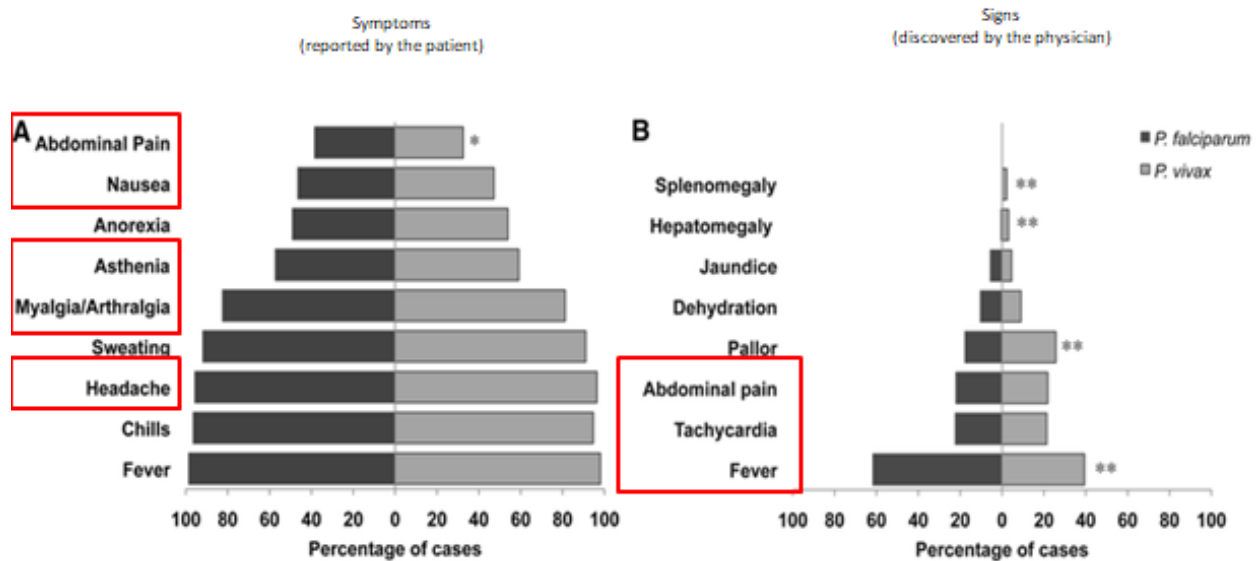 Symptoms
(reported by the patient)
Signs
(discovered by the physician)
A
Abdominal Pain
*
Nausea
Anorexia
Asthenia
Myalgia/Arthralgia
Sweating
Headache
Chills
Fever
100 80 60 40 20 0 20 40 60 80 100
Percentage of cases
B
P. falciparum
P. vivax
Splenomegaly
**
Hepatomegaly
**
Jaundice
Dehydration
Pallor
**
Abdominal pain
Tachycardia
Fever
**
100 80 60 40 20 0 20 40 60 80 100
Percentage of cases